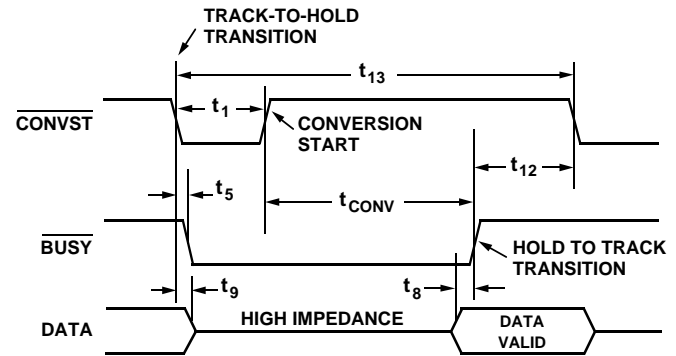 TRACK-TO-HOLD
TRANSITION
t13
CONVST
t1
CONVERSION
START
t12
t5
tCONV
BUSY
HOLD TO TRACK
TRANSITION
t9
t8
DATA
HIGH IMPEDANCE
DATA
VALID